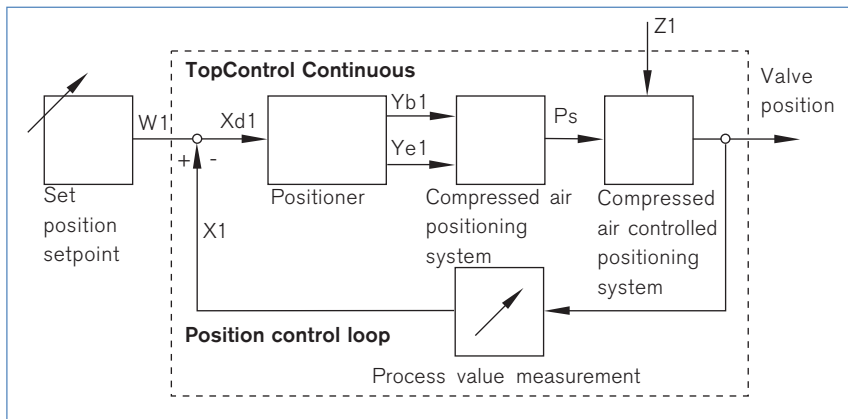 Z1
TopControl Continuous
Valve
position
W1
Xd1
Yb1
Ye1
Ps
+ -
Set
position
setpoint
Positioner
Compressed air
positioning
system
Compressed
air controlled
positioning
system
X1
Position control loop
Process value measurement